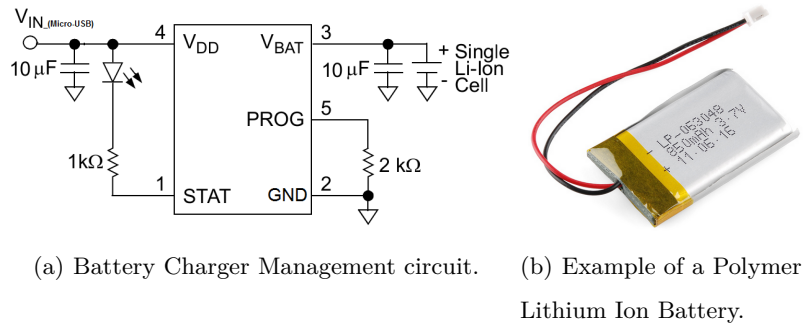 VIN_(Micro-USB)
4
VDD
VBAT
3
10 μF
10 μF
+ Single
Li-Ion
- Cell
PROG
5
1kΩ
2 kΩ
1
STAT
GND
2
LP-063048
850mAh 3.7V
11.06.16
-
+
(a) Battery Charger Management circuit.
(b) Example of a Polymer
Lithium Ion Battery.